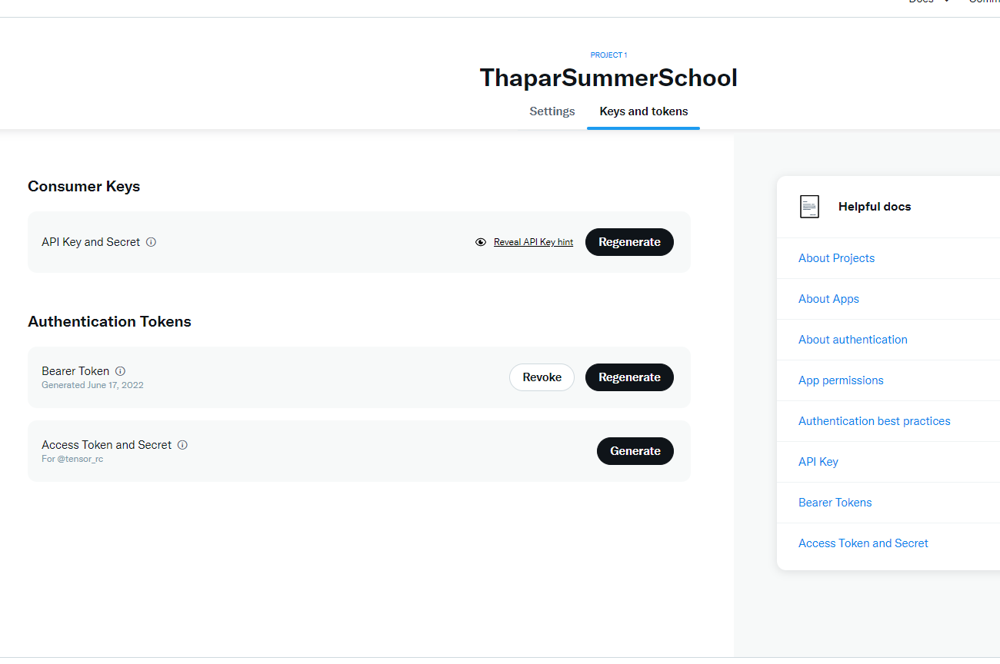 Docs
PROJECT 1
ThaparSummerSchool
Settings
Keys and tokens
Consumer Keys
API Key and Secret
Reveal API Key hint
Regenerate
Authentication Tokens
Bearer Token
Generated June 17, 2022
Revoke
Regenerate
Access Token and Secret
For @tensor_rc
Generate
Helpful docs
About Projects
About Apps
About authentication
App permissions
Authentication best practices
API Key
Bearer Tokens
Access Token and Secret